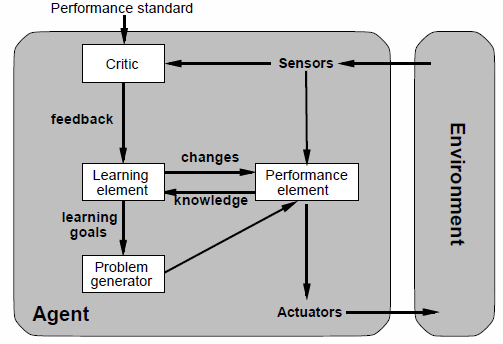 Performance standard
Critic
Sensors
feedback
changes
Learning
element
Performance
element
knowledge
learning
goals
Problem
generator
Agent
Actuators
Environment